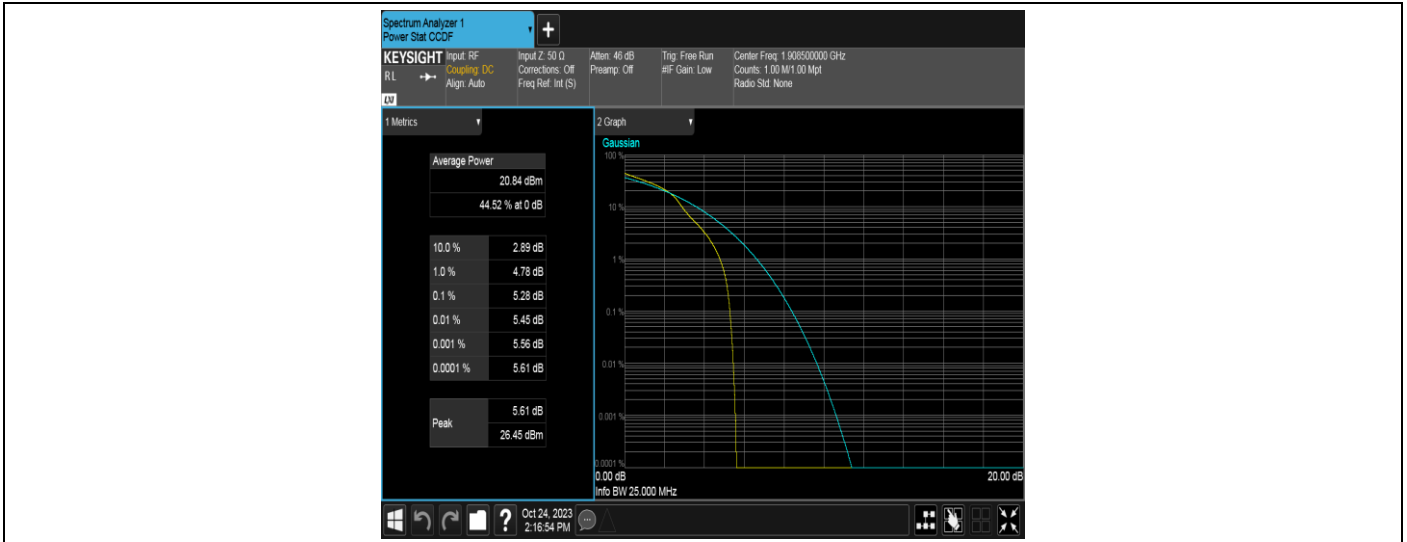 Spectrum Analyzer 1
Power Stat CCDF
+
KEYSIGHT
RL
LXI
Input: RF
Coupling: DC
Align: Auto
Input Z: 50 Ω
Corrections: Off
Freq Ref: Int (S)
Atten: 46 dB
Preamp: Off
Trig: Free Run
#IF Gain: Low
Center Freq: 1.908500000 GHz
Counts: 1.00 M/1.00 Mpt
Radio Std: None
1 Metrics
Average Power
20.84 dBm
44.52 % at 0 dB
10.0 % 2.89 dB
1.0 % 4.78 dB
0.1 % 5.28 dB
0.01 % 5.45 dB
0.001 % 5.56 dB
0.0001 % 5.61 dB
Peak
5.61 dB
26.45 dBm
2 Graph
Gaussian
100 %
10 %
1 %
0.1 %
0.01 %
0.001 %
0.0001 %
0.00 dB
20.00 dB
Info BW 25.000 MHz
?
Oct 24, 2023
2:16:54 PM